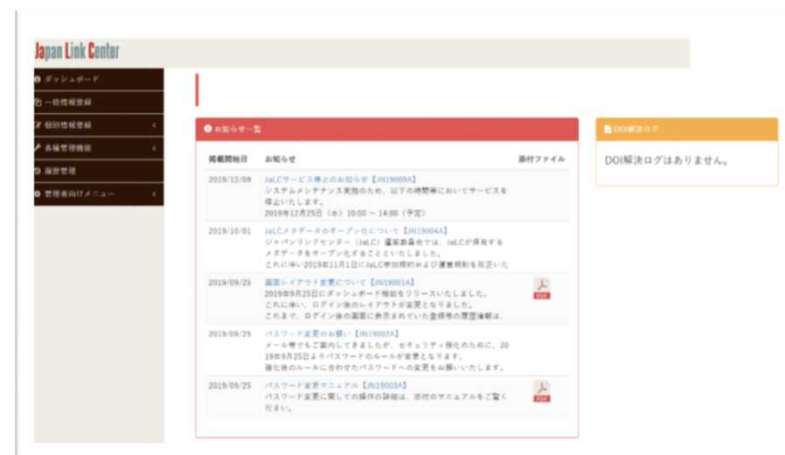 Japan Link Center
ダッシュボード
一括情報登録
個別情報登録
各種管理機能
履歴管理
管理者向けメニュー
お知らせ一覧
掲載開始日 お知らせ 添付ファイル
2019/12/09 JaLCサービス停止のお知らせ【JN19005A】
システムメンテナンス実施のため、以下の時間帯においてサービスを
停止いたします。
2019年12月25日（水）10:00 ～ 14:00（予定）
2019/10/01 JaLCメタデータのオープン化について【JN19004A】
ジャパンリンクセンター（JaLC）運営委員会では、JaLCが保有する
メタデータをオープン化することといたしました。
これに伴い2019年11月1日にJaLC参加規約および運営規則を改正いた
2019/09/25 画面レイアウト変更について【JN19001A】
2019年9月25日にダッシュボード機能をリリースいたしました。
これに伴い、ログイン後のレイアウトが変更となりました。
これまで、ログイン後の画面に表示されていた登録等の履歴情報は、
2019/09/25 パスワード変更のお願い【JN19002A】
メール等でもご案内してきましたが、セキュリティ強化のために、20
19年9月25日よりパスワードのルールが変更となります。
強化後のルールに合わせたパスワードへの変更をお願いいたします。
2019/09/25 パスワード変更マニュアル【JN19003A】
パスワード変更に関しての操作の詳細は、添付のマニュアルをご覧く
ださい。
PDF
PDF
DOI解決ログ
DOI解決ログはありません。